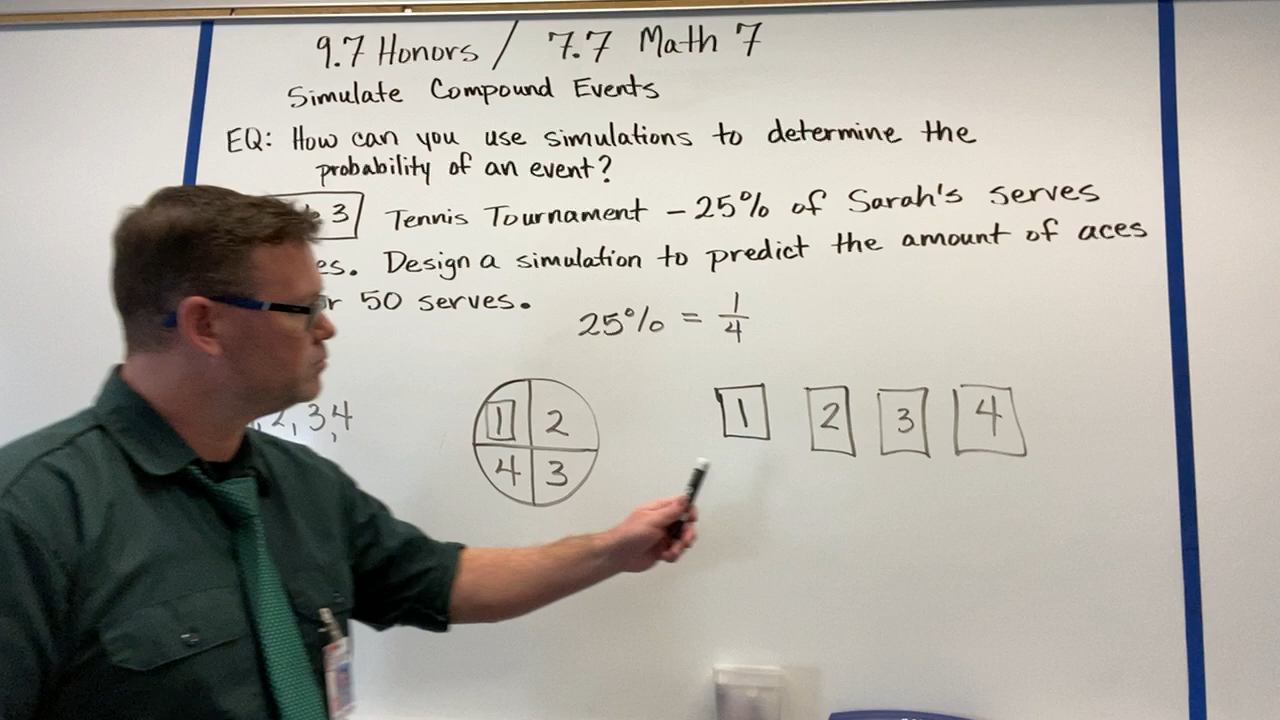 9.7 Honors / 7.7 Math 7
Simulate Compound Events
EQ: How can you use simulations to determine the
probability of an event?
3 Tennis Tournament - 25% of Sarah's serves
Design a simulation to predict the amount of aces
50 serves.
25% = 1/4
2, 3, 4
1 2
4 3
1 2 3 4